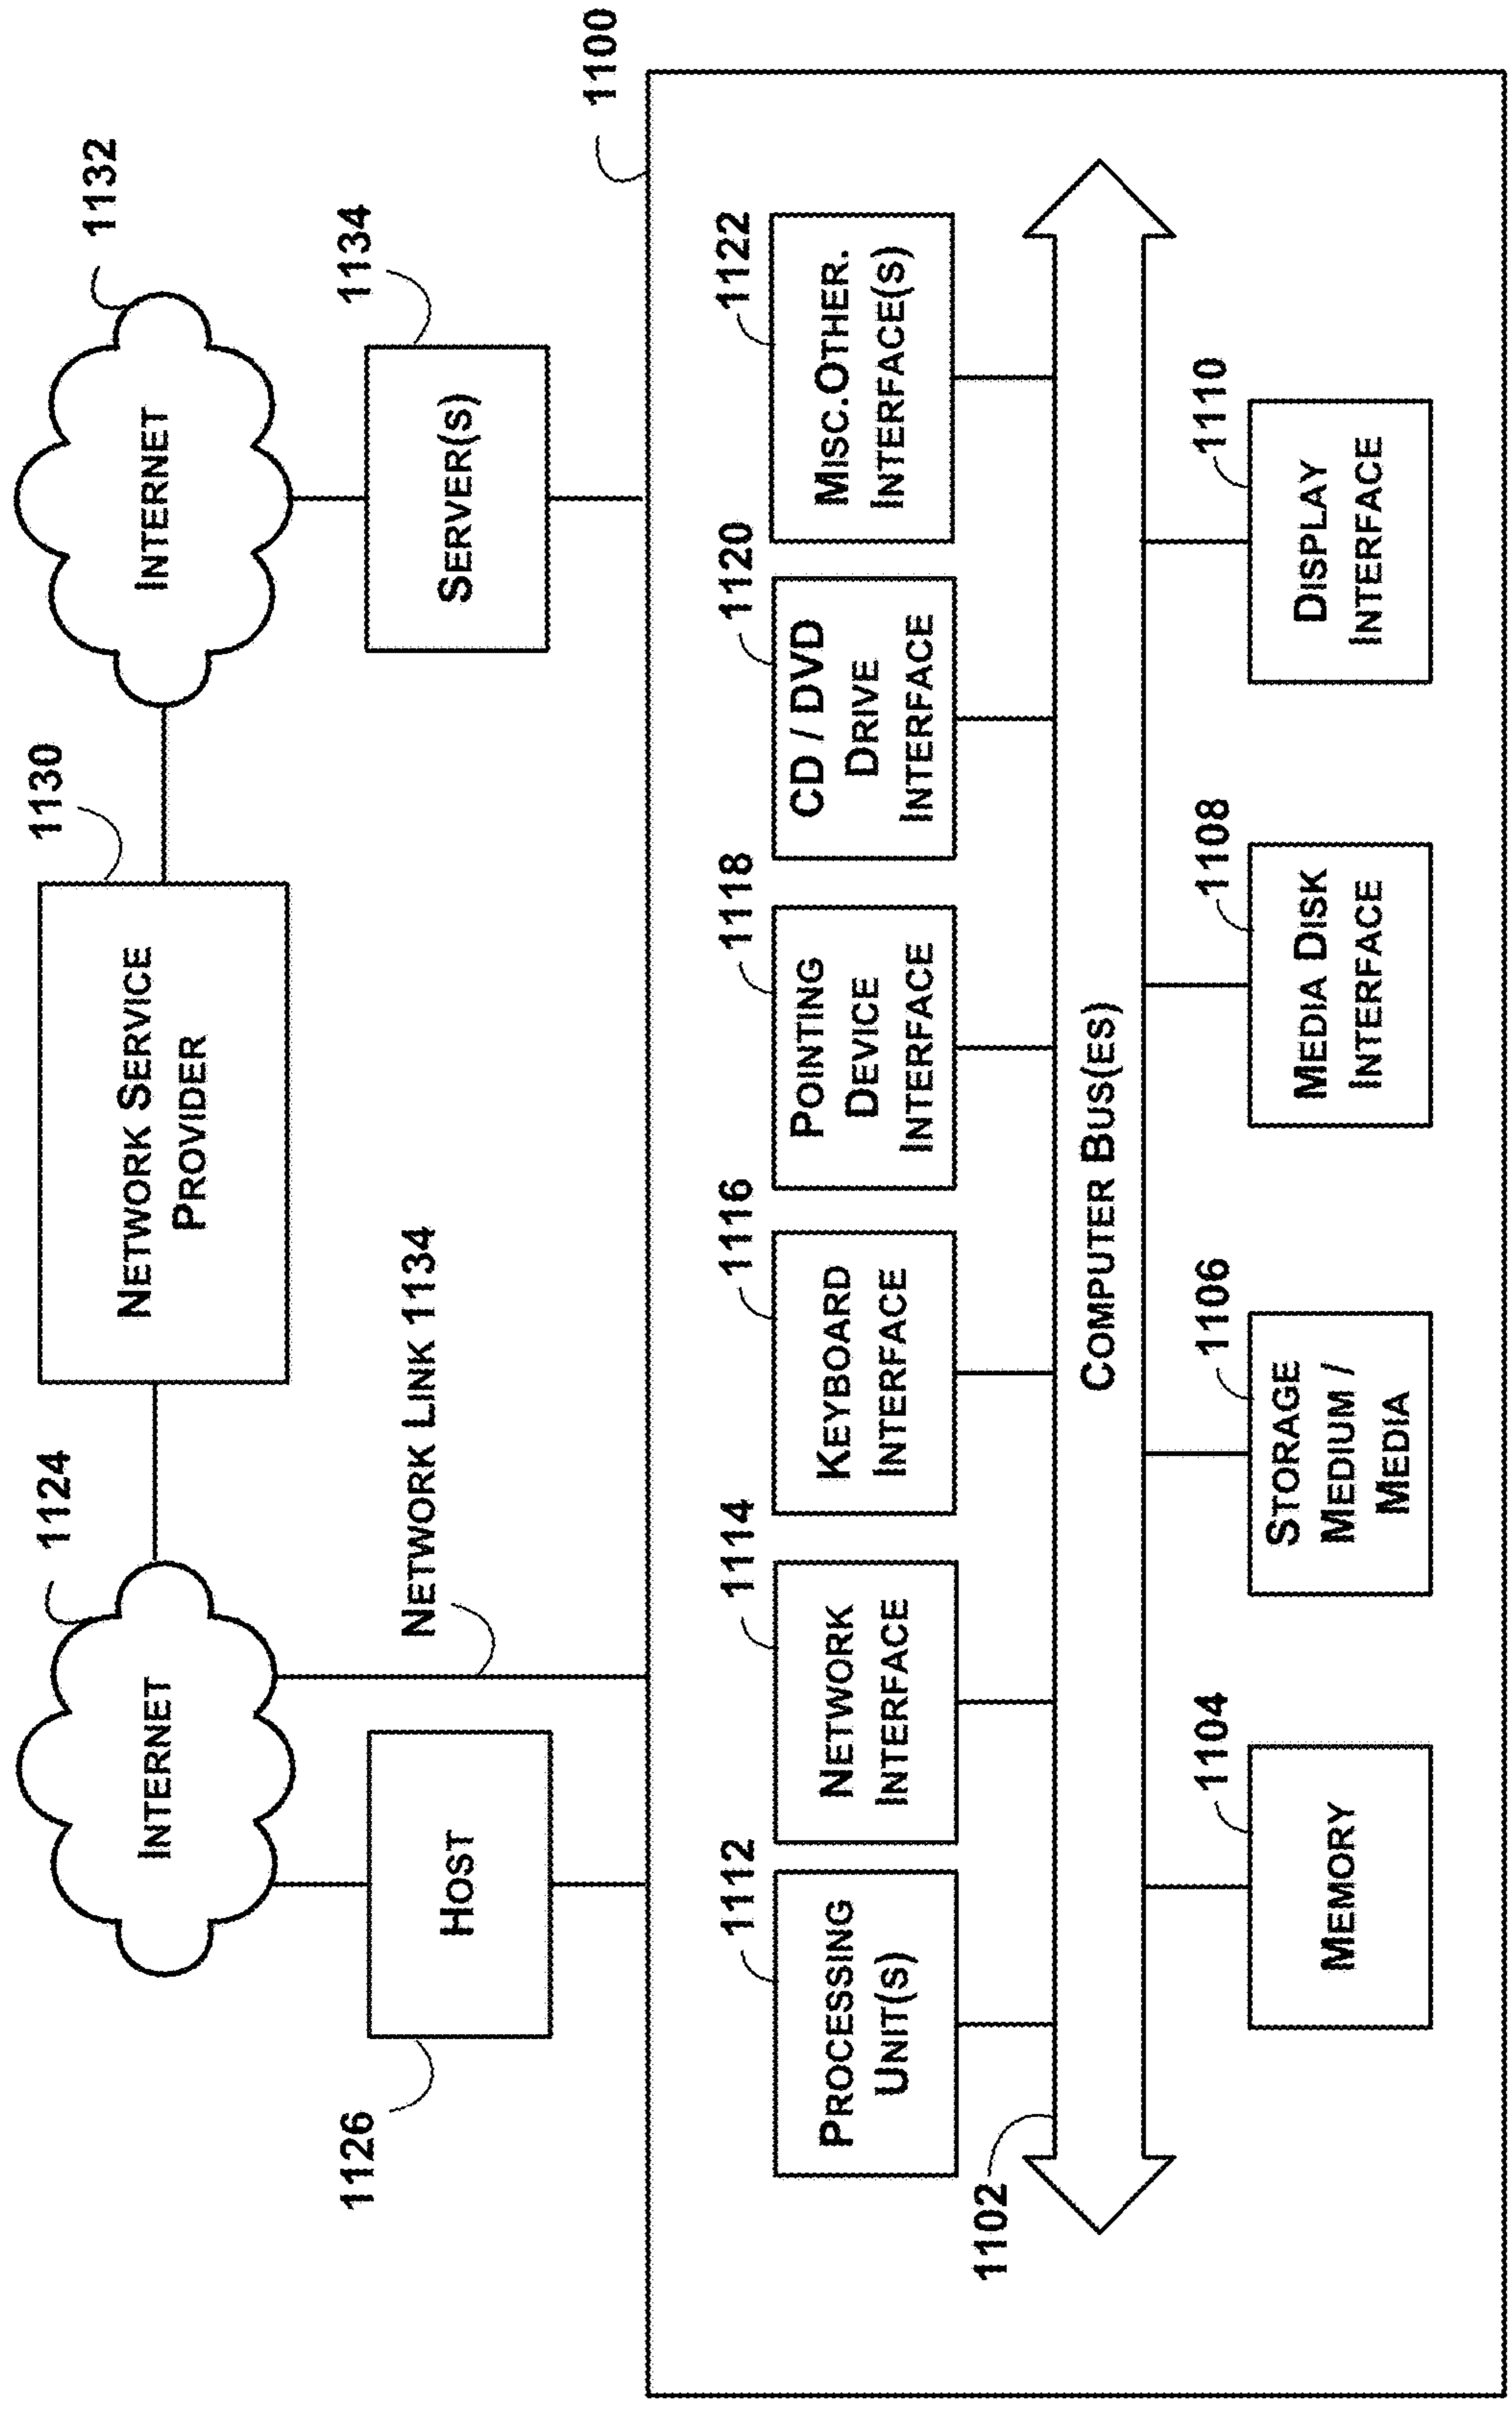 1124
INTERNET
NETWORK SERVICE
PROVIDER
1130
INTERNET
1132
1126
HOST
NETWORK LINK 1134
SERVER(S)
1134
1100
1112
PROCESSING
UNIT(S)
1114
NETWORK
INTERFACE
1116
KEYBOARD
INTERFACE
1118
POINTING
DEVICE
INTERFACE
1120
CD / DVD
DRIVE
INTERFACE
1122
MISC.OTHER.
INTERFACE(S)
1102
COMPUTER BUS(ES)
1104
MEMORY
1106
STORAGE
MEDIUM /
MEDIA
1108
MEDIA DISK
INTERFACE
1110
DISPLAY
INTERFACE